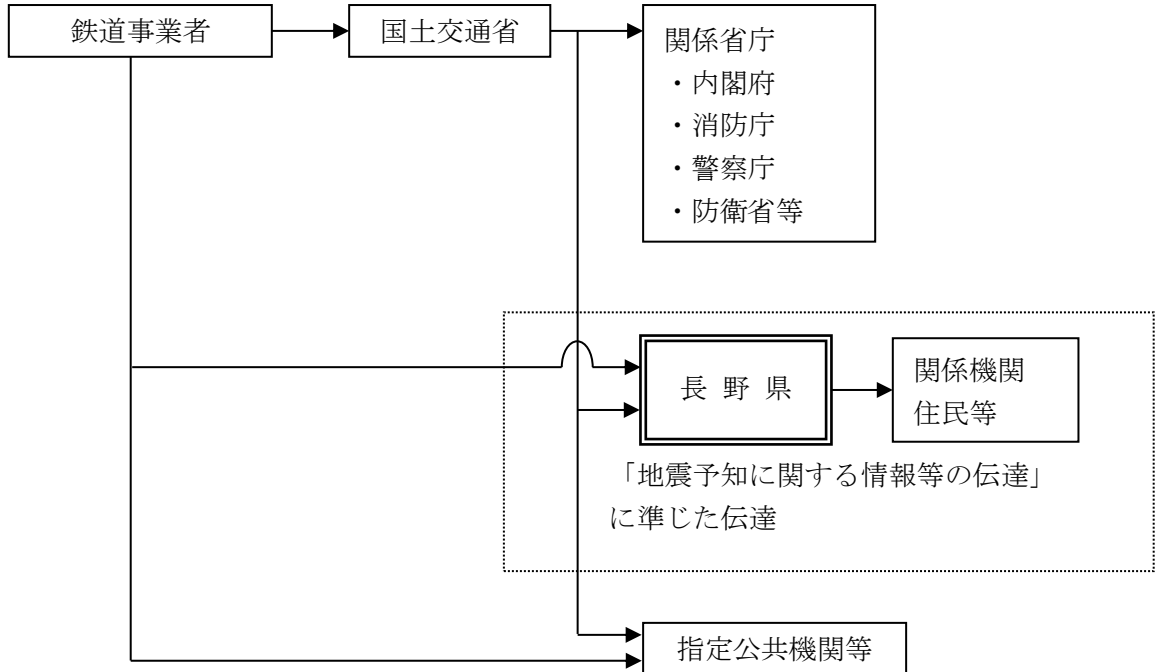 鉄道事業者
国土交通省
関係省庁
・内閣府
・消防庁
・警察庁
・防衛省等
長 野 県
関係機関
住民等
「地震予知に関する情報等の伝達」
に準じた伝達
指定公共機関等